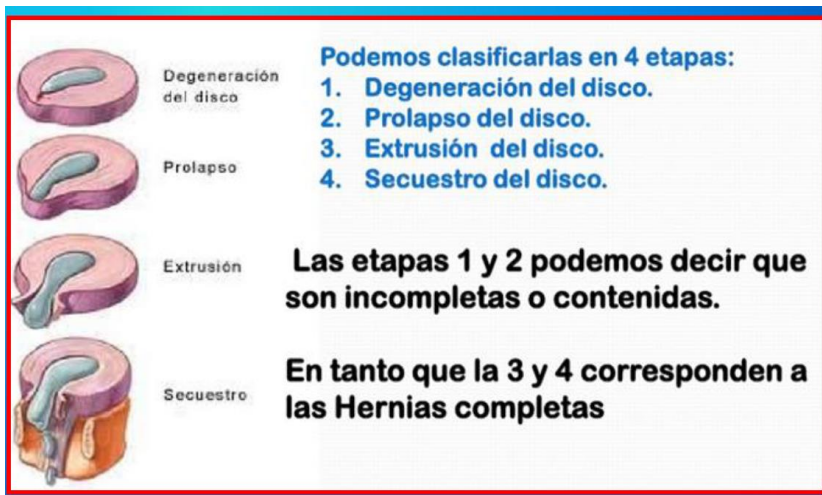 Degeneración
del disco
Prolapso
Extrusión
Secuestro
Podemos clasificarlas en 4 etapas:
1. Degeneración del disco.
2. Prolapso del disco.
3. Extrusión del disco.
4. Secuestro del disco.
Las etapas 1 y 2 podemos decir que
son incompletas o contenidas.
En tanto que la 3 y 4 corresponden a
las Hernias completas